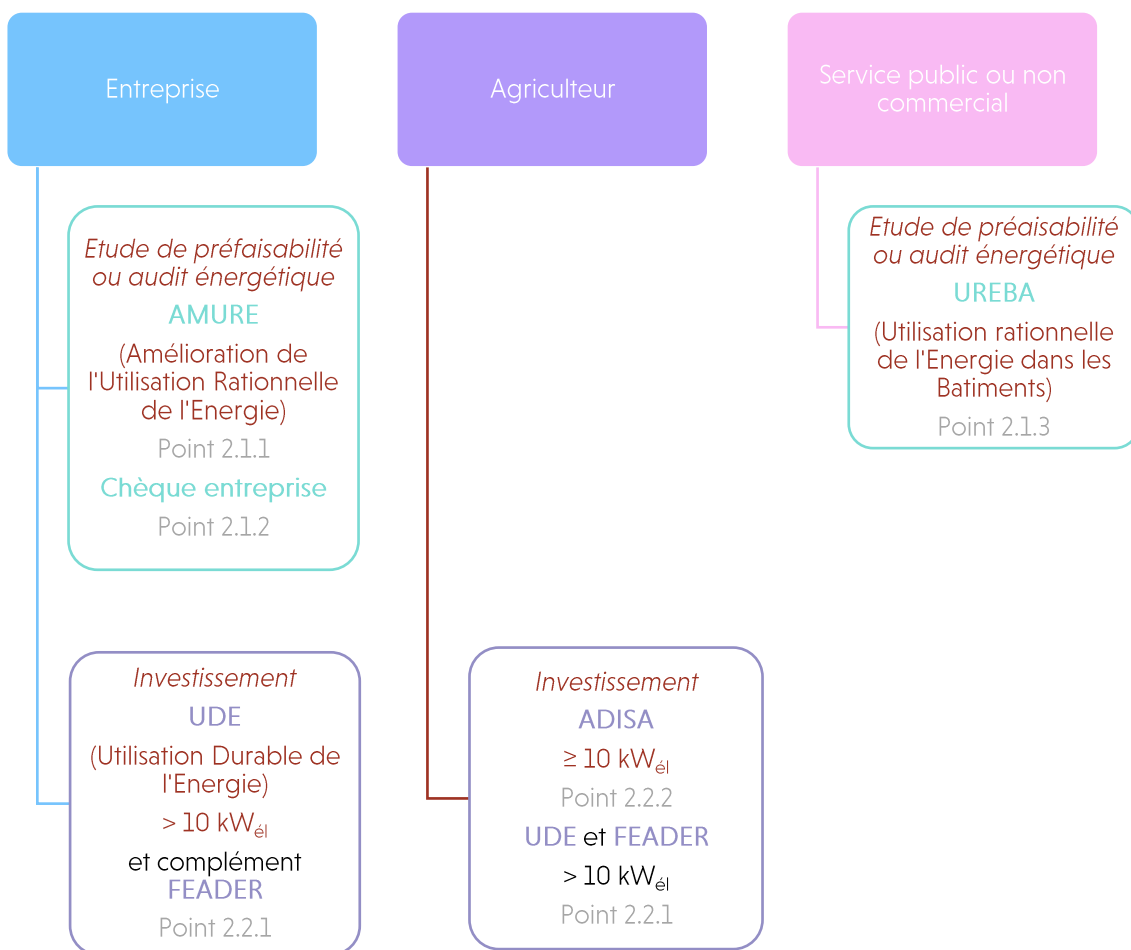 Entreprise
Agriculteur
Service public ou non
commercial
Etude de préfaisabilité
ou audit énergétique
AMURE
(Amélioration de
l'Utilisation Rationnelle
de l'Energie)
Point 2.1.1
Chèque entreprise
Point 2.1.2
Etude de préaisabilité
ou audit énergétique
UREBA
(Utilisation rationnelle
de l'Energie dans les
Batiments)
Point 2.1.3
Investissement
UDE
(Utilisation Durable de
l'Energie)
> 10 kWél
et complément
FEADER
Point 2.2.1
Investissement
ADISA
≥ 10 kWél
Point 2.2.2
UDE et FEADER
> 10 kWél
Point 2.2.1